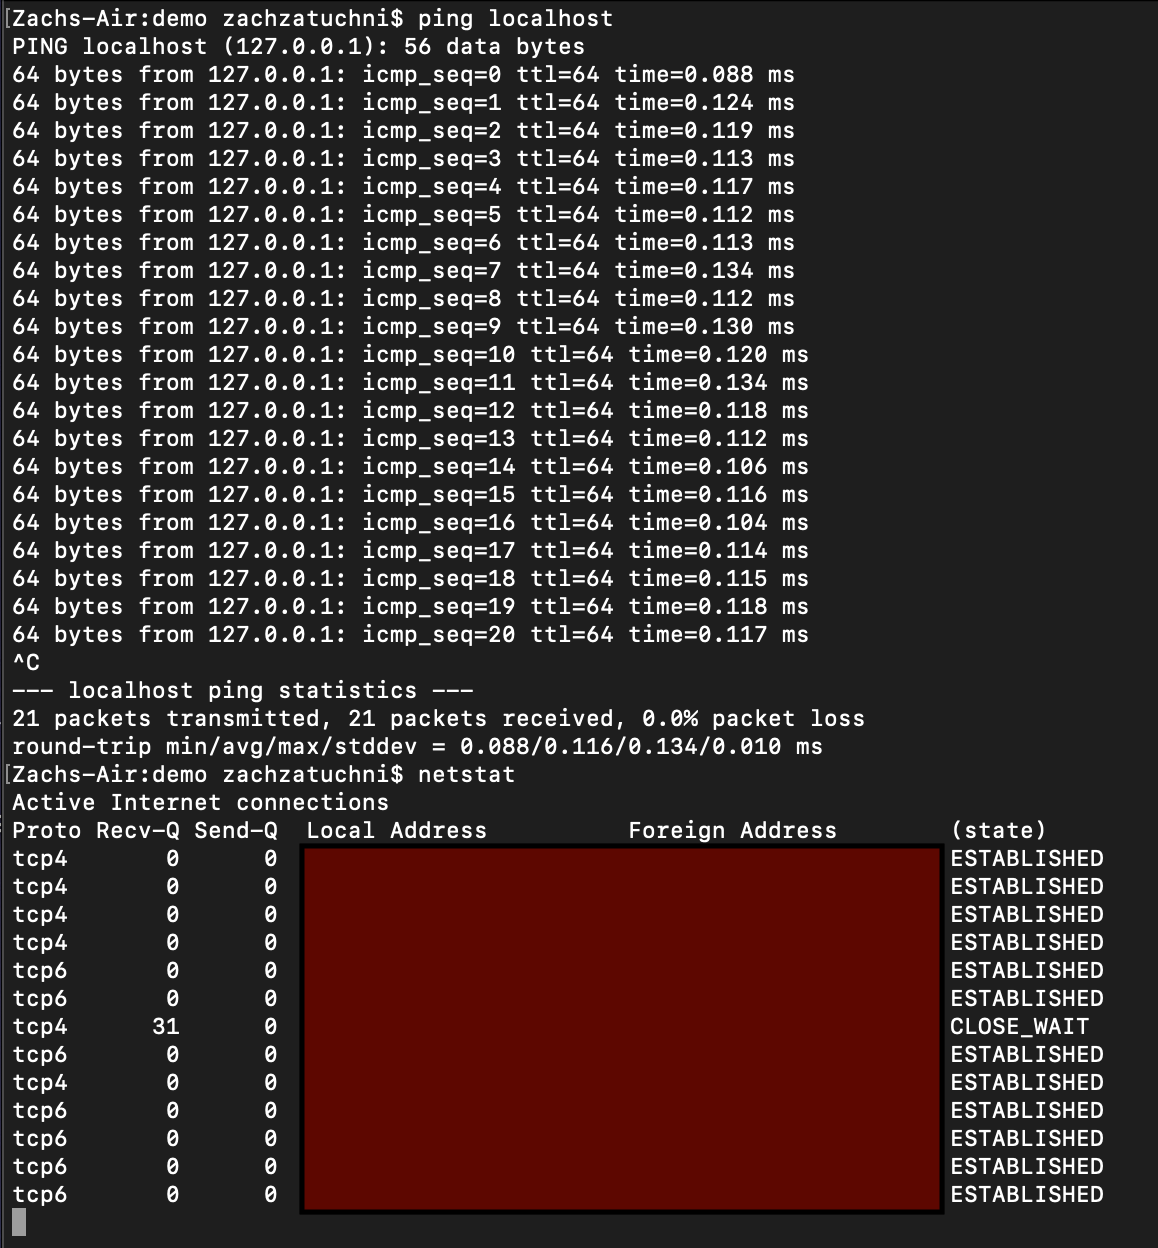 [Zachs-Air:demo zachzatuchni$ ping localhost
PING localhost (127.0.0.1): 56 data bytes
64 bytes from 127.0.0.1: icmp_seq=0 ttl=64 time=0.088 ms
64 bytes from 127.0.0.1: icmp_seq=1 ttl=64 time=0.124 ms
64 bytes from 127.0.0.1: icmp_seq=2 ttl=64 time=0.119 ms
64 bytes from 127.0.0.1: icmp_seq=3 ttl=64 time=0.113 ms
64 bytes from 127.0.0.1: icmp_seq=4 ttl=64 time=0.117 ms
64 bytes from 127.0.0.1: icmp_seq=5 ttl=64 time=0.112 ms
64 bytes from 127.0.0.1: icmp_seq=6 ttl=64 time=0.113 ms
64 bytes from 127.0.0.1: icmp_seq=7 ttl=64 time=0.134 ms
64 bytes from 127.0.0.1: icmp_seq=8 ttl=64 time=0.112 ms
64 bytes from 127.0.0.1: icmp_seq=9 ttl=64 time=0.130 ms
64 bytes from 127.0.0.1: icmp_seq=10 ttl=64 time=0.120 ms
64 bytes from 127.0.0.1: icmp_seq=11 ttl=64 time=0.134 ms
64 bytes from 127.0.0.1: icmp_seq=12 ttl=64 time=0.118 ms
64 bytes from 127.0.0.1: icmp_seq=13 ttl=64 time=0.112 ms
64 bytes from 127.0.0.1: icmp_seq=14 ttl=64 time=0.106 ms
64 bytes from 127.0.0.1: icmp_seq=15 ttl=64 time=0.116 ms
64 bytes from 127.0.0.1: icmp_seq=16 ttl=64 time=0.104 ms
64 bytes from 127.0.0.1: icmp_seq=17 ttl=64 time=0.114 ms
64 bytes from 127.0.0.1: icmp_seq=18 ttl=64 time=0.115 ms
64 bytes from 127.0.0.1: icmp_seq=19 ttl=64 time=0.118 ms
64 bytes from 127.0.0.1: icmp_seq=20 ttl=64 time=0.117 ms
^C
--- localhost ping statistics ---
21 packets transmitted, 21 packets received, 0.0% packet loss
round-trip min/avg/max/stddev = 0.088/0.116/0.134/0.010 ms
[Zachs-Air:demo zachzatuchni$ netstat
Active Internet connections
Proto Recv-Q Send-Q  Local Address          Foreign Address        (state)
tcp4       0      0 ESTABLISHED
tcp4       0      0 ESTABLISHED
tcp4       0      0 ESTABLISHED
tcp4       0      0 ESTABLISHED
tcp6       0      0 ESTABLISHED
tcp6       0      0 ESTABLISHED
tcp4      31      0 CLOSE_WAIT
tcp6       0      0 ESTABLISHED
tcp4       0      0 ESTABLISHED
tcp6       0      0 ESTABLISHED
tcp6       0      0 ESTABLISHED
tcp6       0      0 ESTABLISHED
tcp6       0      0 ESTABLISHED